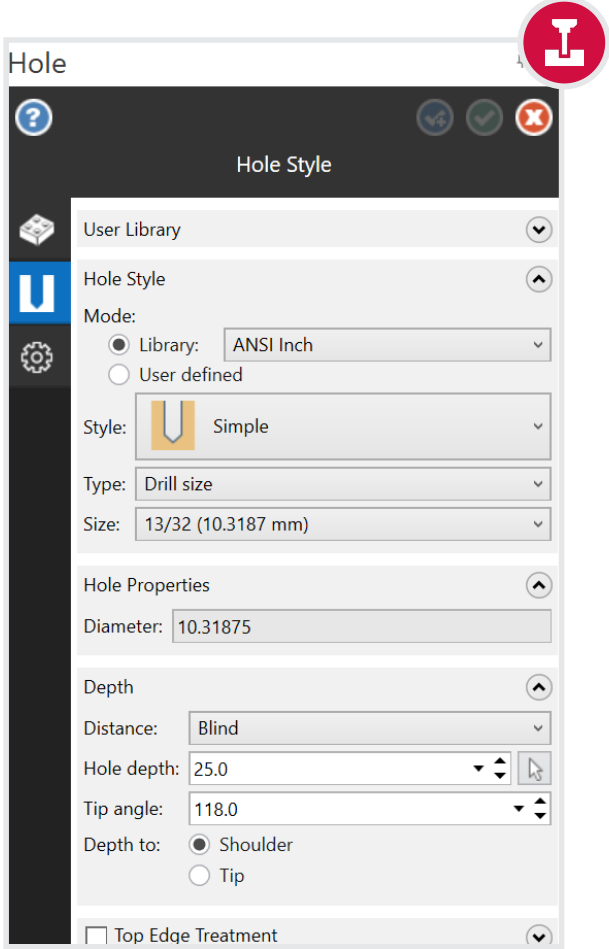 Hole
Hole Style
User Library
Hole Style
Mode:
Library: ANSI Inch
User defined
Style: Simple
Type: Drill size
Size: 13/32 (10.3187 mm)
Hole Properties
Diameter: 10.31875
Depth
Distance: Blind
Hole depth: 25.0
Tip angle: 118.0
Depth to: Shoulder
Tip
Top Edge Treatment